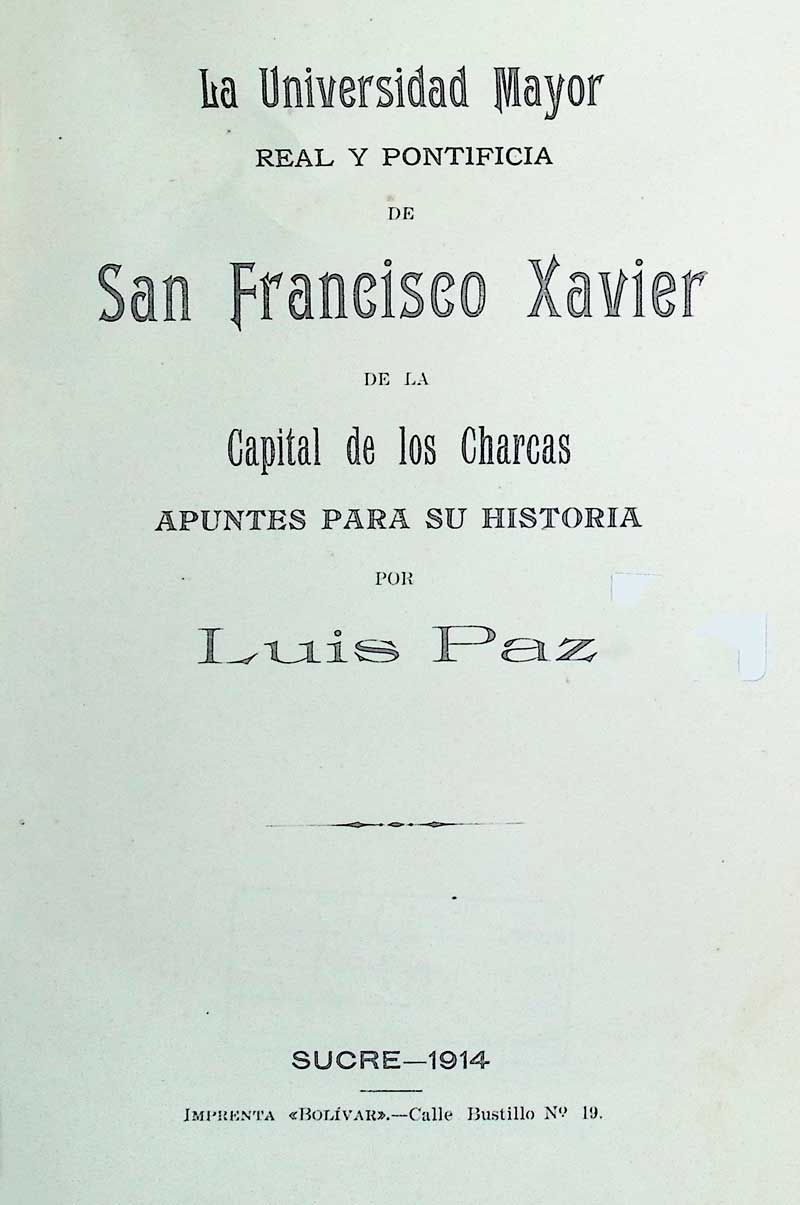 La Universidad Mayor
REAL Y PONTIFICIA
DE
San Francisco Xavier
DE LA
Capital de los Charcas
APUNTES PARA SU HISTORIA
POR
Luis Paz
SUCRE—1914
IMPRENTA «BOLÍVAR».—Calle Bustillo Nº 19.